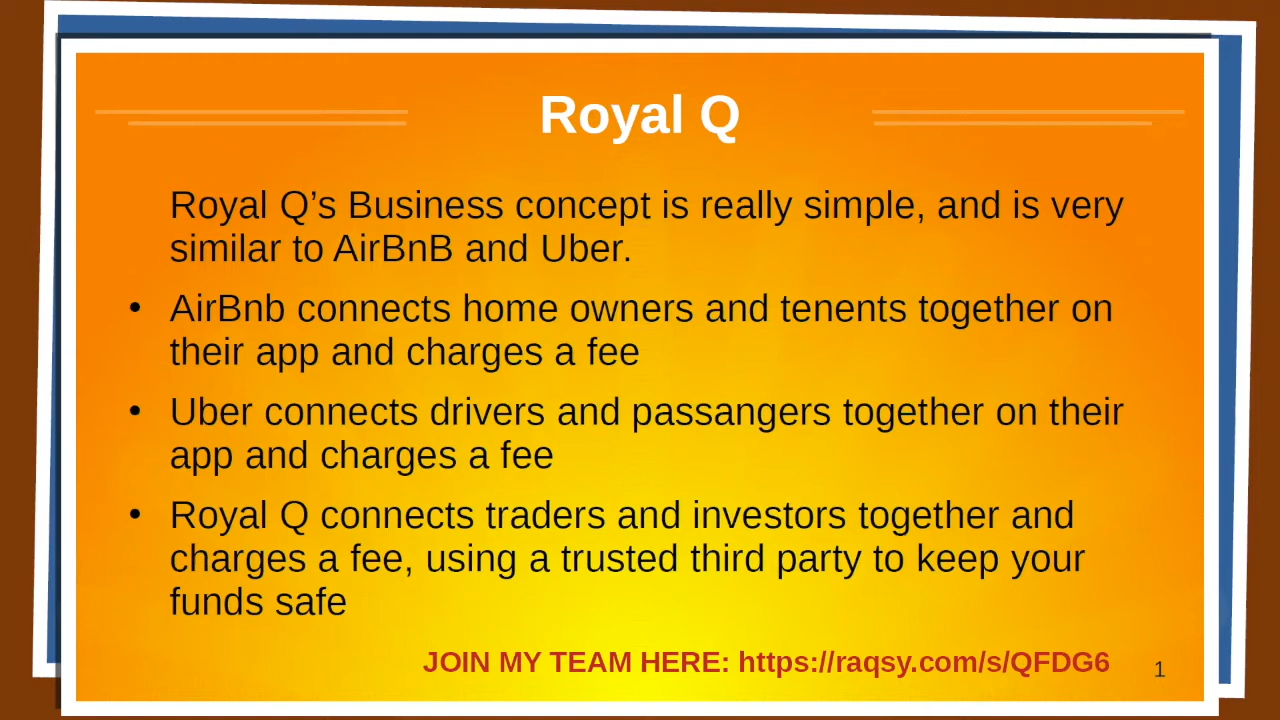 Royal Q
Royal Q’s Business concept is really simple, and is very
similar to AirBnB and Uber.
• AirBnb connects home owners and tenents together on
their app and charges a fee
• Uber connects drivers and passangers together on their
app and charges a fee
• Royal Q connects traders and investors together and
charges a fee, using a trusted third party to keep your
funds safe
JOIN MY TEAM HERE: https://raqsy.com/s/QFDG6
1